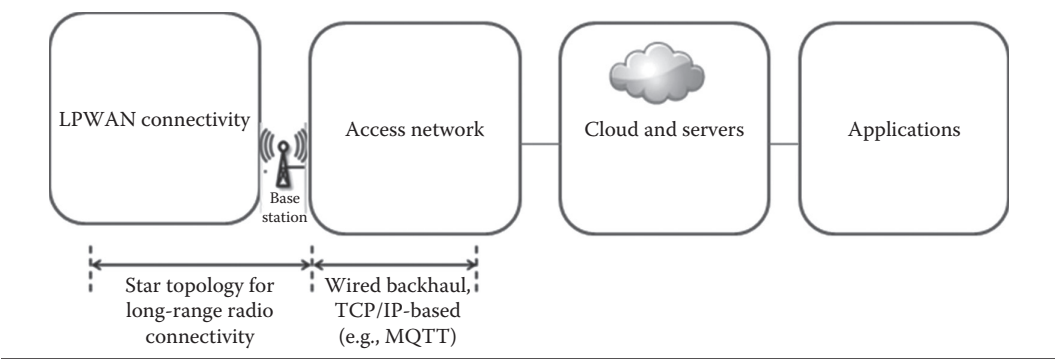 LPWAN connectivity
Base
station
Access network
Cloud and servers
Applications
Star topology for
long-range radio
connectivity
Wired backhaul,
TCP/IP-based
(e.g., MQTT)